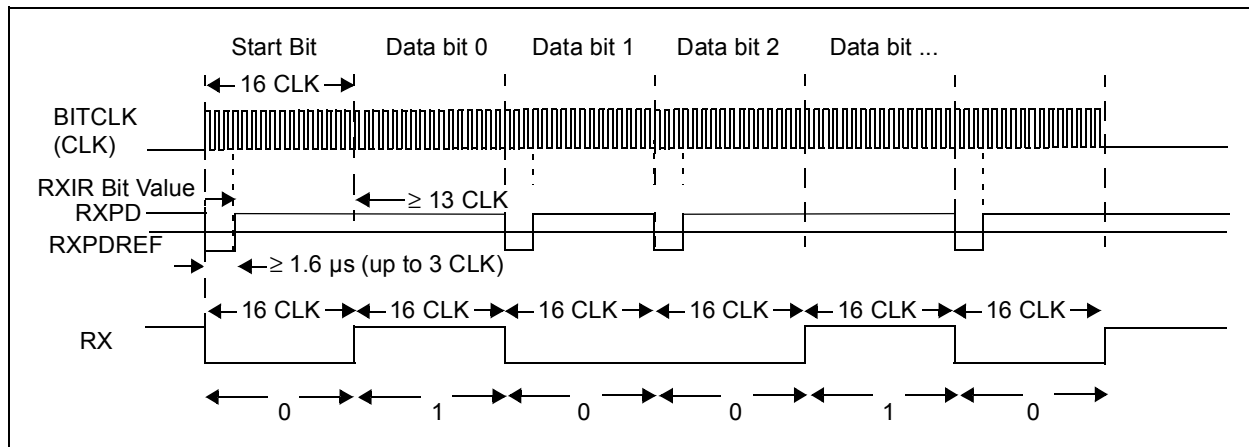 Start Bit Data bit 0 Data bit 1 Data bit 2 Data bit ...
16 CLK
BITCLK
(CLK)
RXIR Bit Value
≥ 13 CLK
RXPD
RXPDREF
≥ 1.6 µs (up to 3 CLK)
16 CLK 16 CLK 16 CLK 16 CLK 16 CLK 16 CLK
RX
0 1 0 0 1 0